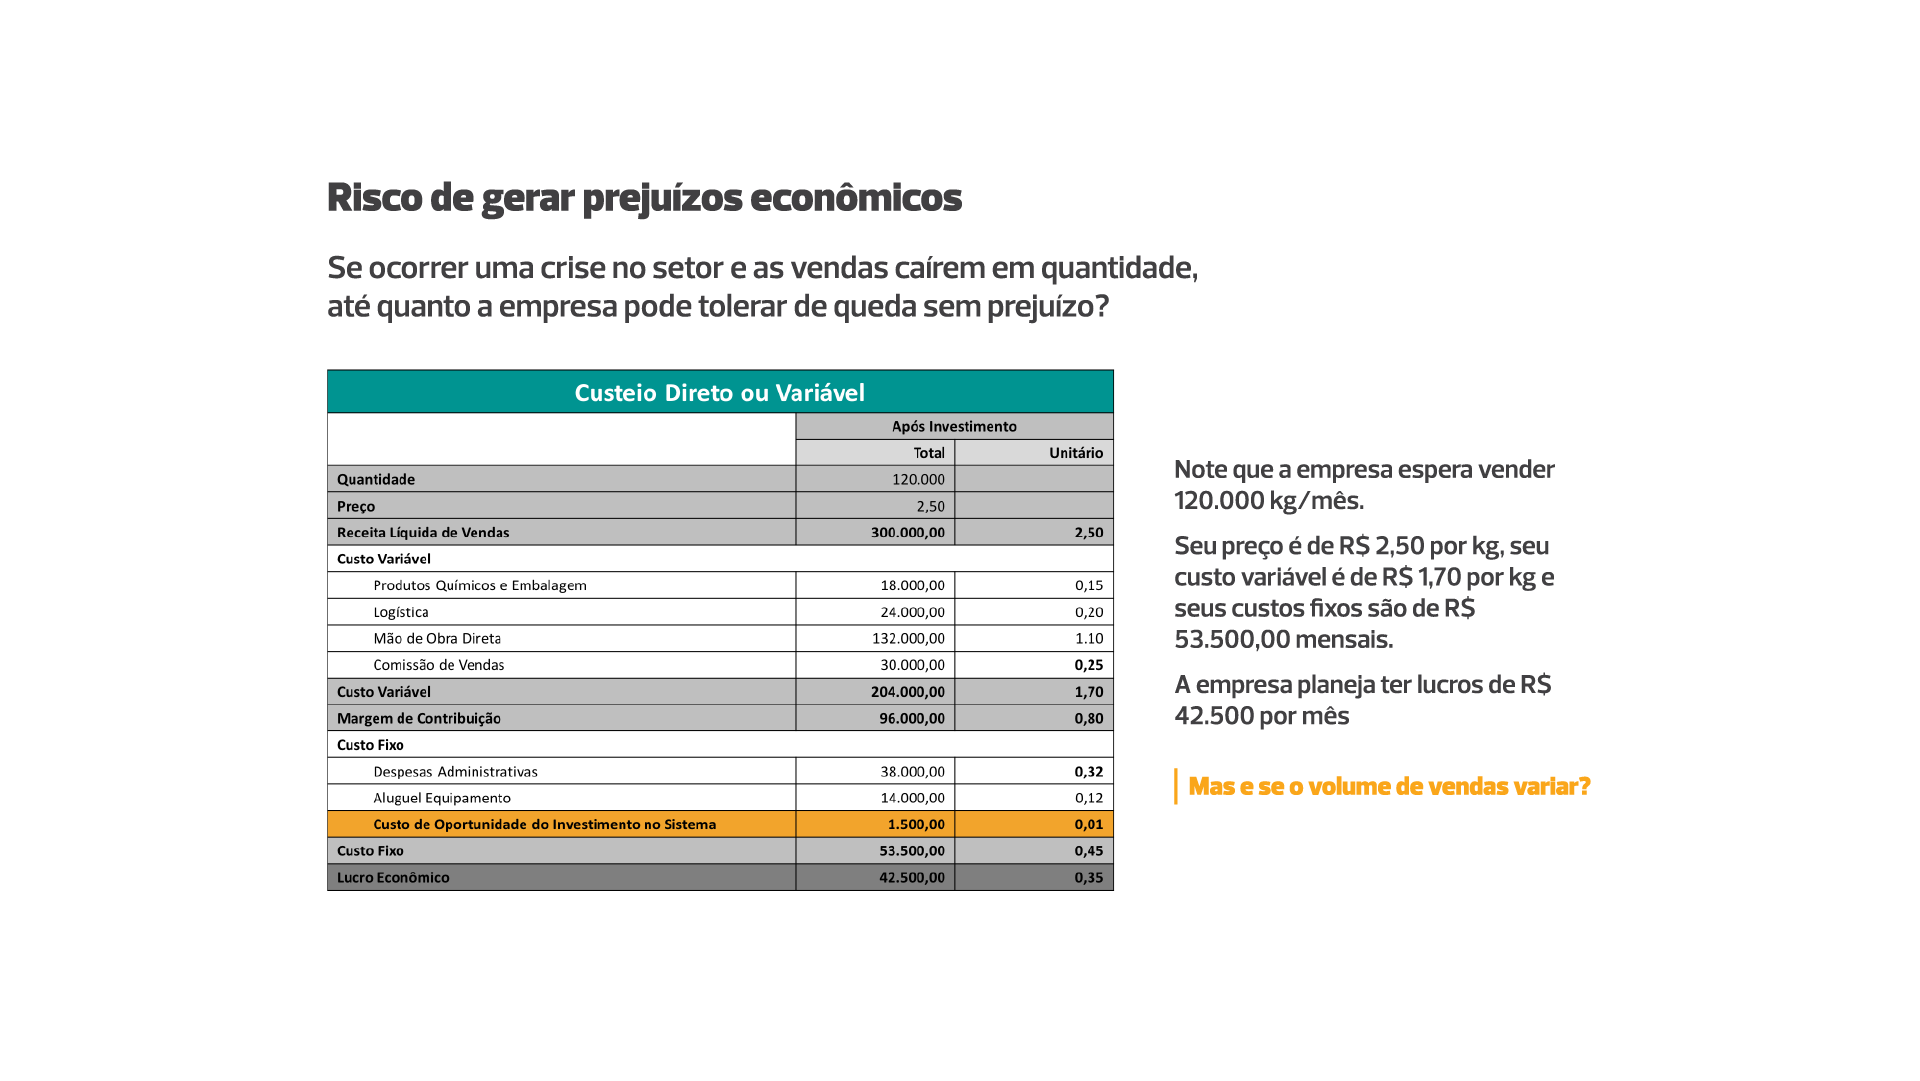 Risco de gerar prejuízos econômicos
Se ocorrer uma crise no setor e as vendas caírem em quantidade,
até quanto a empresa pode tolerar de queda sem prejuízo?
Custeio Direto ou Variável
Após Investimento
Total Unitário
Quantidade 120.000
Preço 2,50
Receita Líquida de Vendas 300.000,00 2,50
Custo Variável
Produtos Químicos e Embalagem 18.000,00 0,15
Logística 24.000,00 0,20
Mão de Obra Direta 132.000,00 1.10
Comissão de Vendas 30.000,00 0,25
Custo Variável 204.000,00 1,70
Margem de Contribuição 96.000,00 0,80
Custo Fixo
Despesas Administrativas 38.000,00 0,32
Aluguel Equipamento 14.000,00 0,12
Custo de Oportunidade do Investimento no Sistema 1.500,00 0,01
Custo Fixo 53.500,00 0,45
Lucro Econômico 42.500,00 0,35
Note que a empresa espera vender
120.000 kg/mês.
Seu preço é de R$ 2,50 por kg, seu
custo variável é de R$ 1,70 por kg e
seus custos fixos são de R$
53.500,00 mensais.
A empresa planeja ter lucros de R$
42.500 por mês
Mas e se o volume de vendas variar?